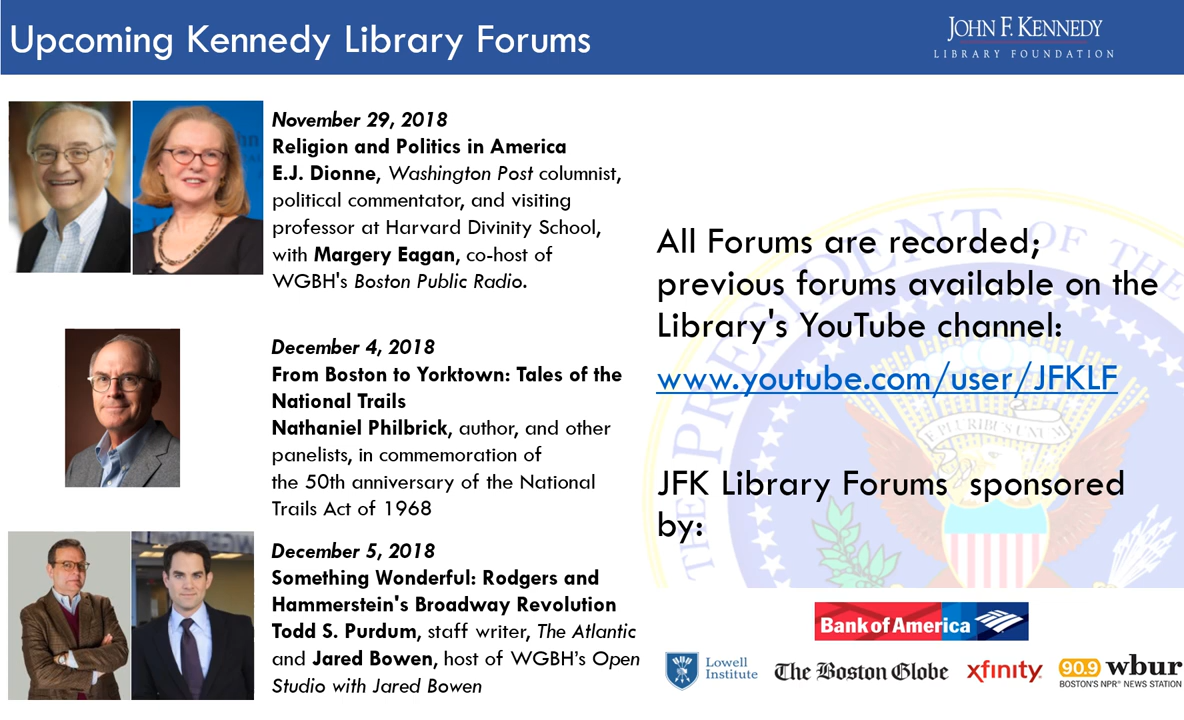 Upcoming Kennedy Library Forums
JOHN F. KENNEDY
LIBRARY FOUNDATION
November 29, 2018
Religion and Politics in America
E.J. Dionne, Washington Post columnist,
political commentator, and visiting
professor at Harvard Divinity School,
with Margery Eagan, co-host of
WGBH's Boston Public Radio.
December 4, 2018
From Boston to Yorktown: Tales of the
National Trails
Nathaniel Philbrick, author, and other
panelists, in commemoration of
the 50th anniversary of the National
Trails Act of 1968
December 5, 2018
Something Wonderful: Rodgers and
Hammerstein's Broadway Revolution
Todd S. Purdum, staff writer, The Atlantic
and Jared Bowen, host of WGBH’s Open
Studio with Jared Bowen
All Forums are recorded;
previous forums available on the
Library's YouTube channel:
www.youtube.com/user/JFKLF
JFK Library Forums sponsored
by:
THE PRESIDENT OF THE
E PLURIBUS UNUM
Bank of America
Lowell
Institute
The Boston Globe
xfinity
90.9 wbur
BOSTON'S NPR® NEWS STATION